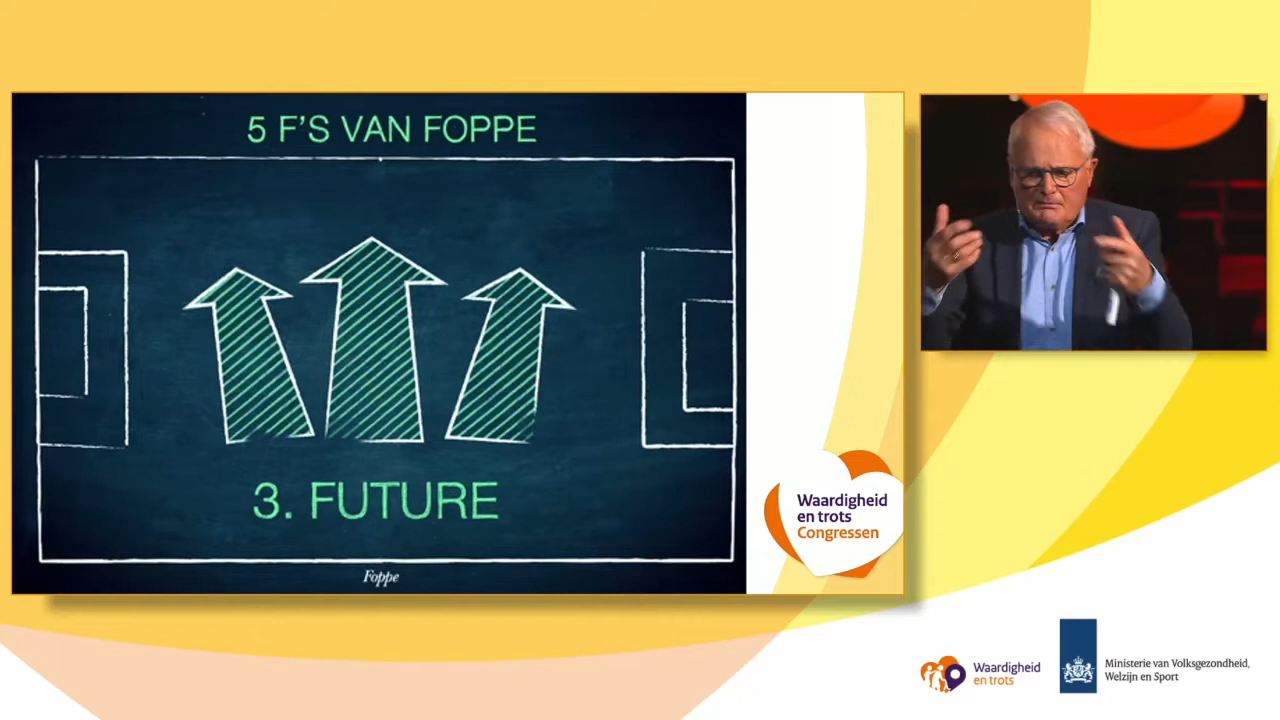 5 F'S VAN FOPPE
3. FUTURE
Foppe
Waardigheid
en trots
Congressen
Waardigheid
en trots
Ministerie van Volksgezondheid,
Welzijn en Sport